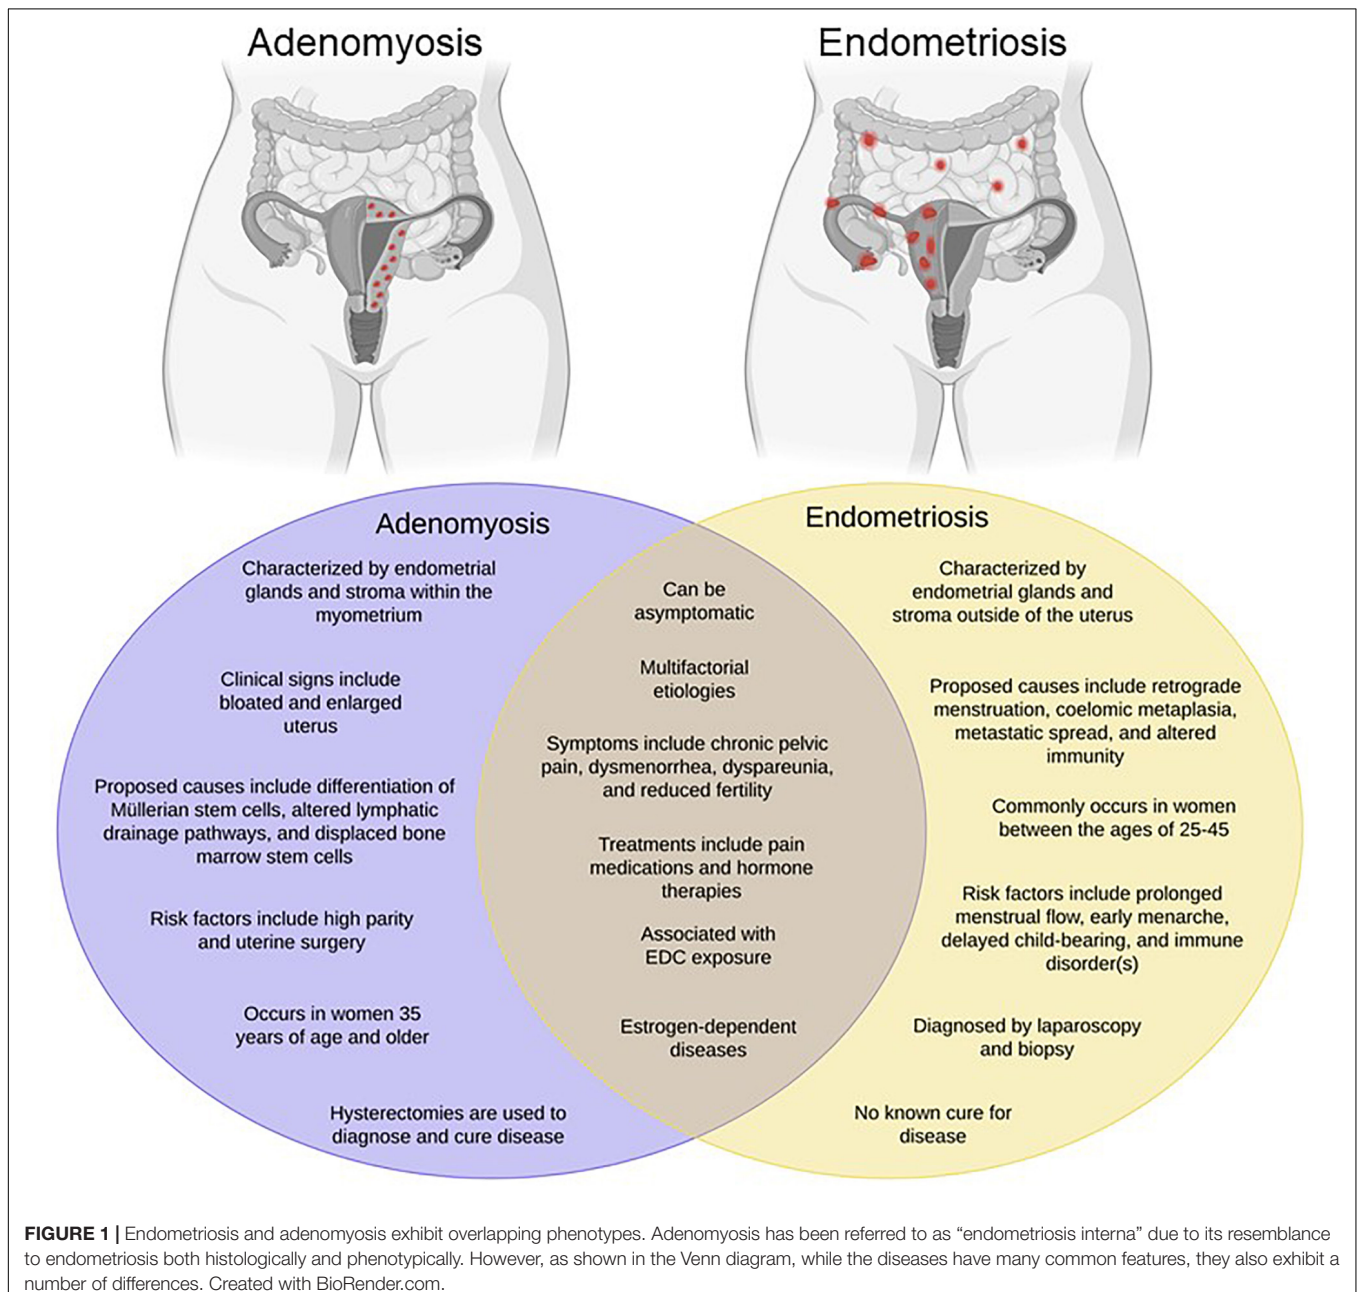 Adenomyosis
Endometriosis
Adenomyosis
Characterized by endometrial
glands and stroma within the
myometrium
Clinical signs include
bloated and enlarged
uterus
Proposed causes include differentiation of
Müllerian stem cells, altered lymphatic
drainage pathways, and displaced bone
marrow stem cells
Risk factors include high parity
and uterine surgery
Occurs in women 35
years of age and older
Hysterectomies are used to
diagnose and cure disease
Can be
asymptomatic
Multifactorial
etiologies
Symptoms include chronic pelvic
pain, dysmenorrhea, dyspareunia,
and reduced fertility
Treatments include pain
medications and hormone
therapies
Associated with
EDC exposure
Estrogen-dependent
diseases
Endometriosis
Characterized by
endometrial glands and
stroma outside of the uterus
Proposed causes include retrograde
menstruation, coelomic metaplasia,
metastatic spread, and altered
immunity
Commonly occurs in women
between the ages of 25-45
Risk factors include prolonged
menstrual flow, early menarche,
delayed child-bearing, and immune
disorder(s)
Diagnosed by laparoscopy
and biopsy
No known cure for
disease
FIGURE 1 | Endometriosis and adenomyosis exhibit overlapping phenotypes. Adenomyosis has been referred to as “endometriosis interna” due to its resemblance
to endometriosis both histologically and phenotypically. However, as shown in the Venn diagram, while the diseases have many common features, they also exhibit a
number of differences. Created with BioRender.com.